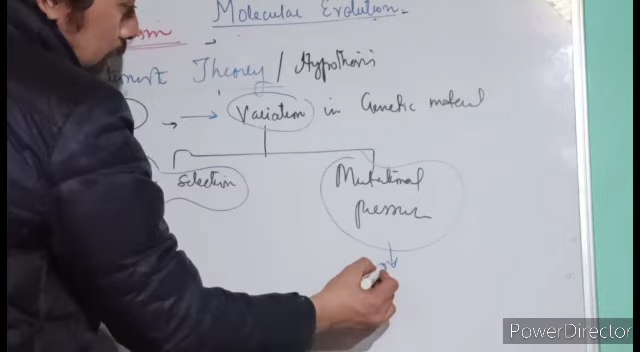 Molecular Evolution.
Theory / Hypothesis
Variation in Genetic material
Selection
Mutational
pressure
PowerDirector